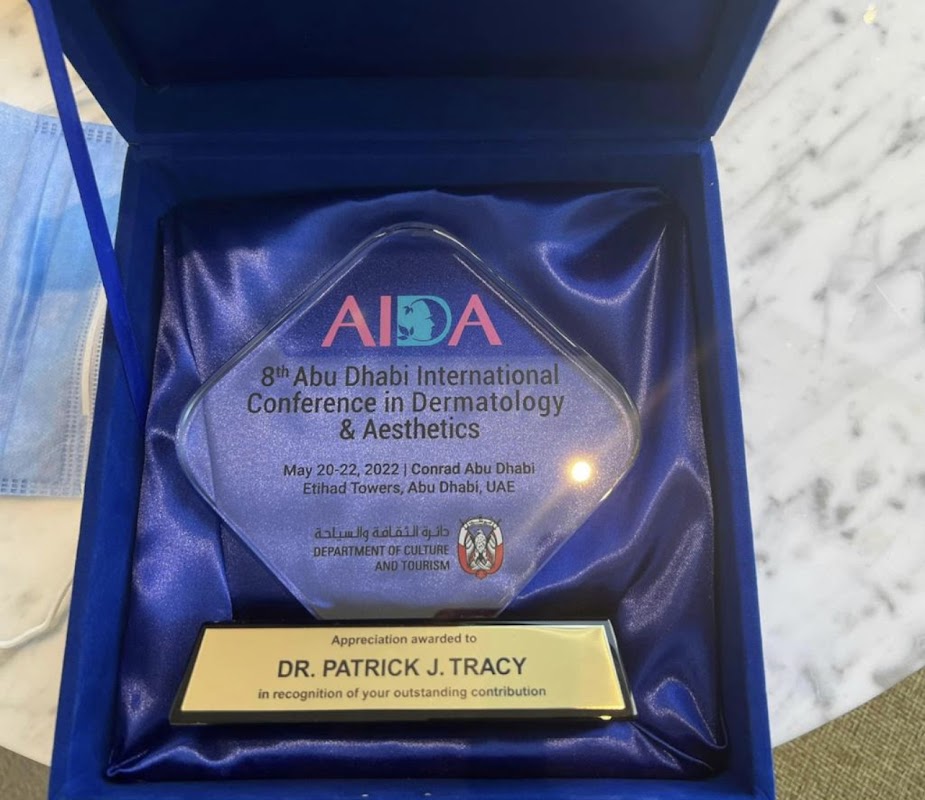 AIDA
8th Abu Dhabi International
Conference in Dermatology
& Aesthetics
May 20-22, 2022 | Conrad Abu Dhabi
Etihad Towers, Abu Dhabi, UAE
دائرة الثقافة والسياحة
DEPARTMENT OF CULTURE
AND TOURISM
Appreciation awarded to
DR. PATRICK J. TRACY
in recognition of your outstanding contribution